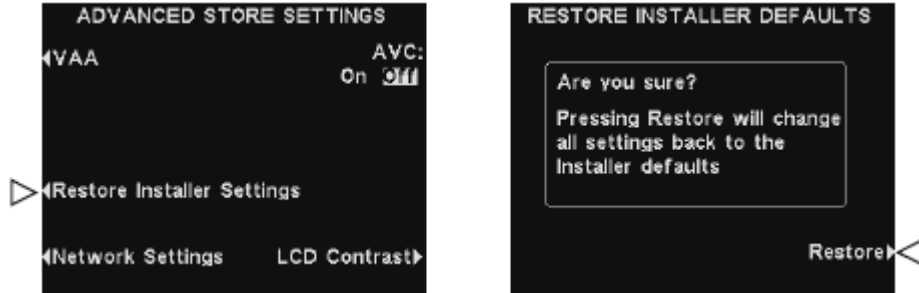 ADVANCED STORE SETTINGS
VAA
AVC:
On Off
Restore Installer Settings
Network Settings LCD Contrast
RESTORE INSTALLER DEFAULTS
Are you sure?
Pressing Restore will change
all settings back to the
Installer defaults
Restore